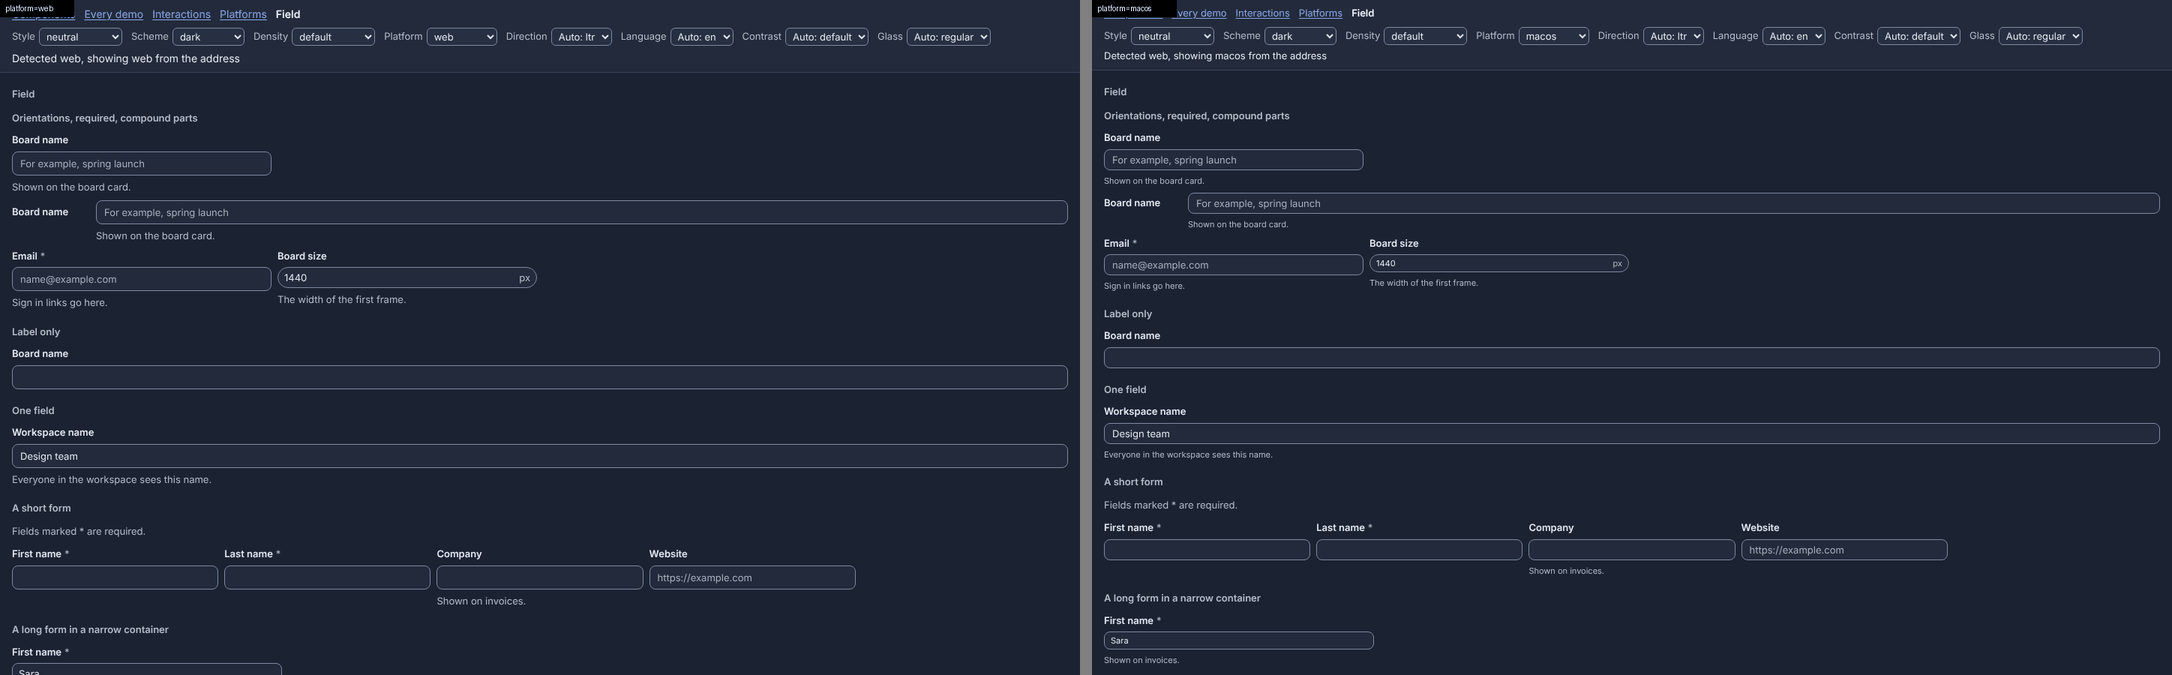 platform=web
Every demo Interactions Platforms Field
Style neutral Scheme dark Density default Platform web Direction Auto: ltr Language Auto: en Contrast Auto: default Glass Auto: regular
Detected web, showing web from the address
Field
Orientations, required, compound parts
Board name
For example, spring launch
Shown on the board card.
Board name For example, spring launch
Shown on the board card.
Email * Board size
name@example.com 1440 px
Sign in links go here. The width of the first frame.
Label only
Board name
One field
Workspace name
Design team
Everyone in the workspace sees this name.
A short form
Fields marked * are required.
First name * Last name * Company Website
https://example.com
Shown on invoices.
A long form in a narrow container
First name *
Sara
platform=macos
Every demo Interactions Platforms Field
Style neutral Scheme dark Density default Platform macos Direction Auto: ltr Language Auto: en Contrast Auto: default Glass Auto: regular
Detected web, showing macos from the address
Field
Orientations, required, compound parts
Board name
For example, spring launch
Shown on the board card.
Board name For example, spring launch
Shown on the board card.
Email * Board size
name@example.com 1440 px
Sign in links go here. The width of the first frame.
Label only
Board name
One field
Workspace name
Design team
Everyone in the workspace sees this name.
A short form
Fields marked * are required.
First name * Last name * Company Website
https://example.com
Shown on invoices.
A long form in a narrow container
First name *
Sara
Shown on invoices.